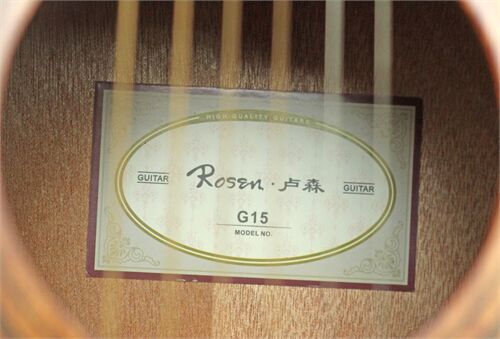 HIGH QUALITY GUITARS
GUITAR Rosen·卢森 GUITAR
G15
MODEL NO.